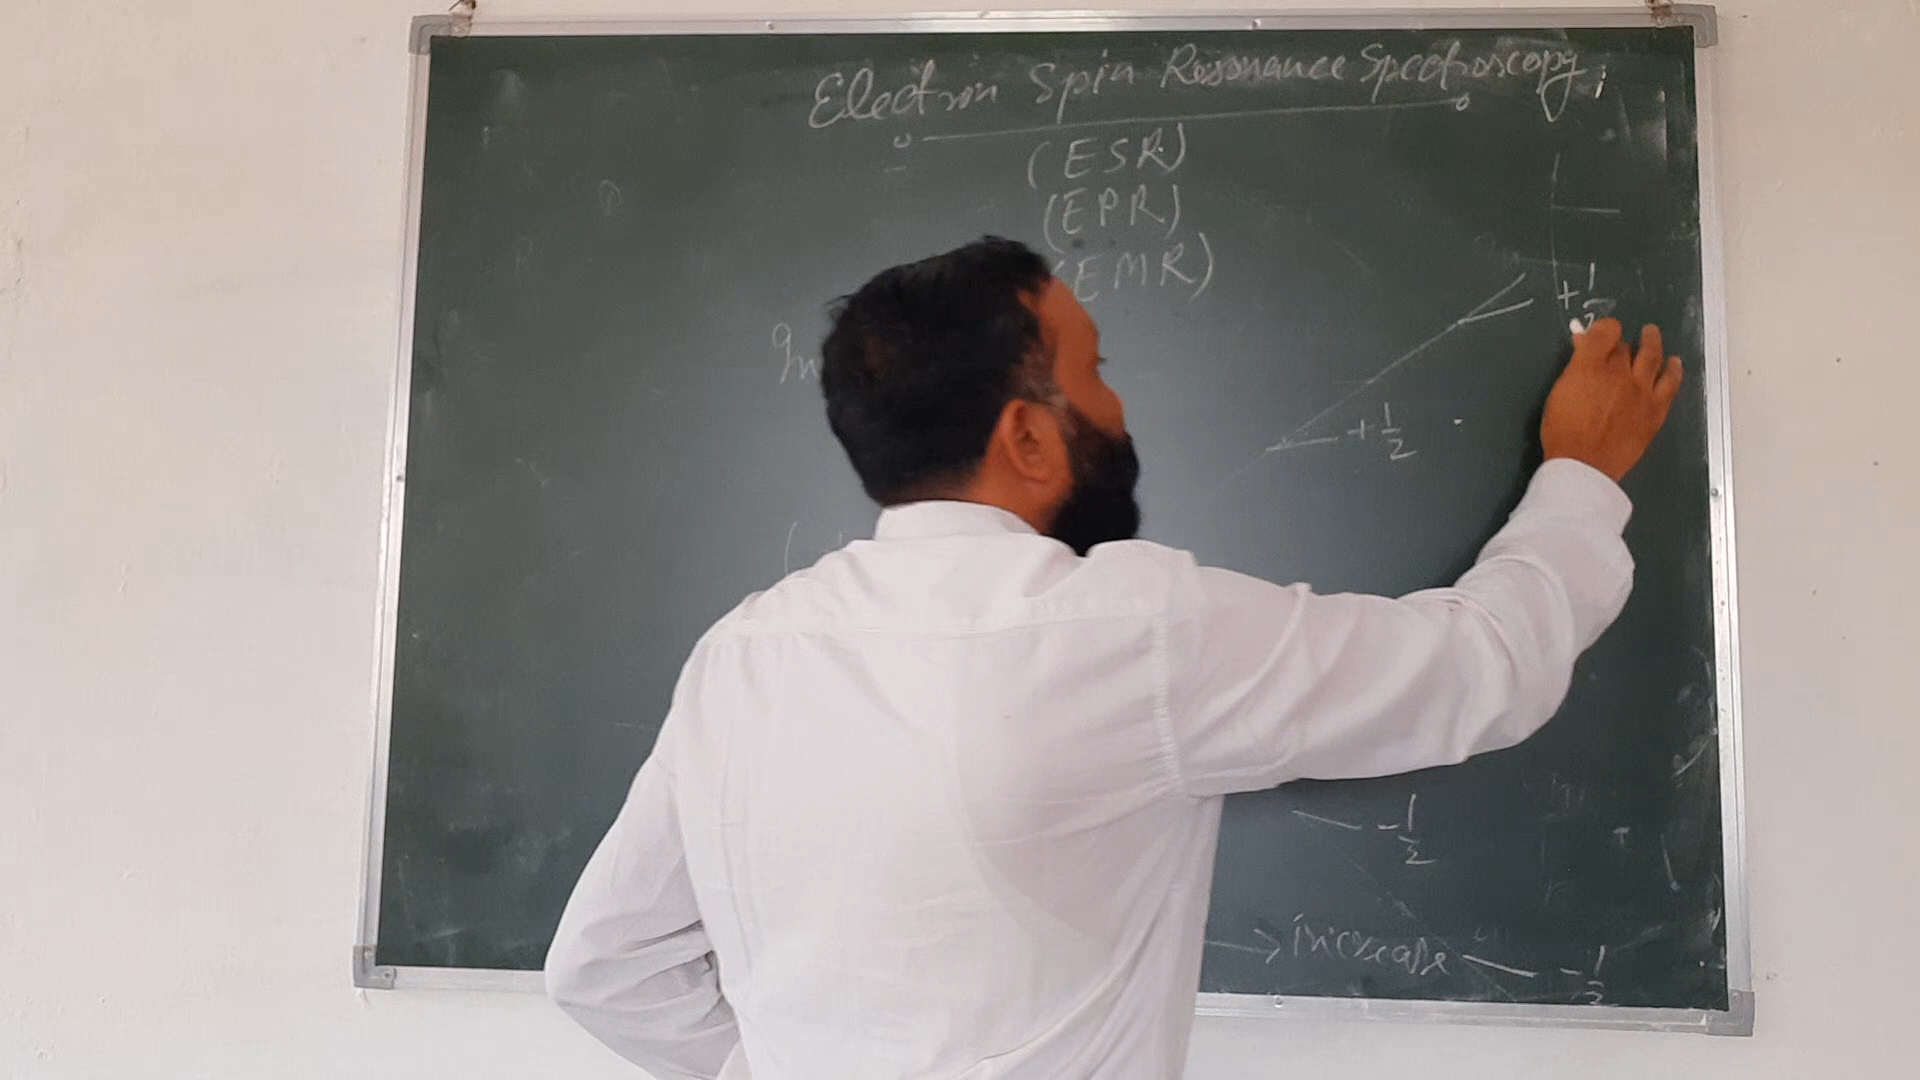 Electron Spin Resonance Spectroscopy
(ESR)
(EPR)
(EMR)
+1/2
+1/2
-1/2
→ increase
-1/2